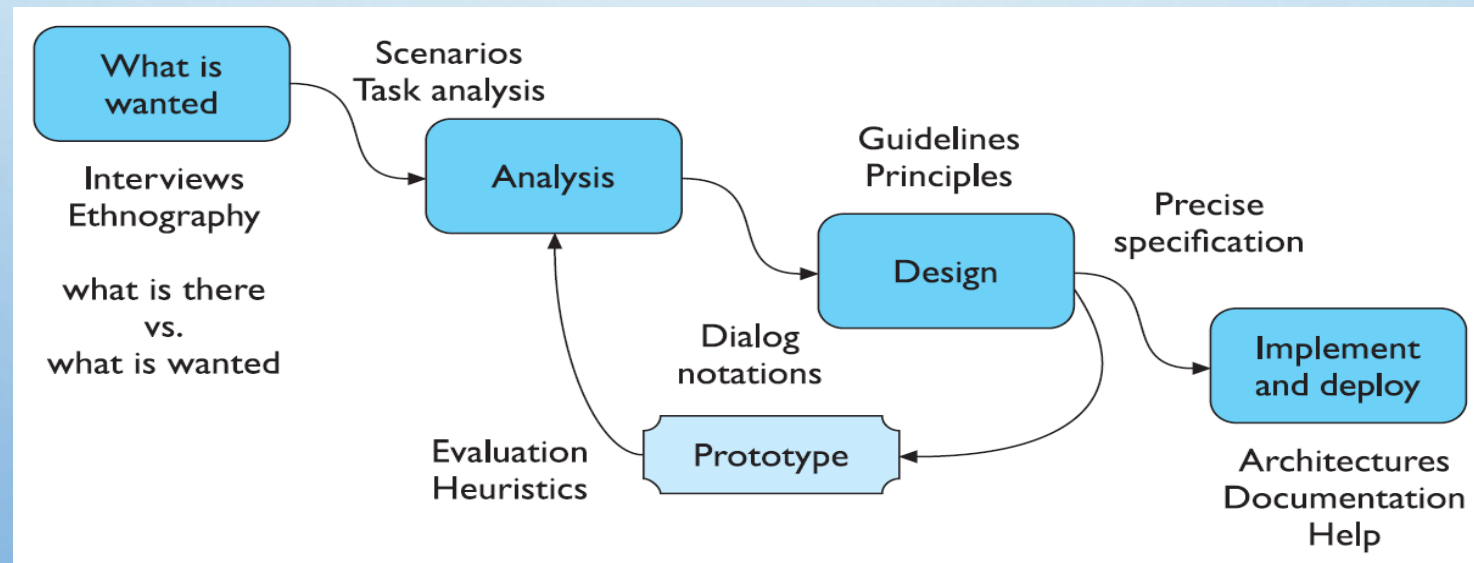 What is
wanted
Interviews
Ethnography
what is there
vs.
what is wanted
Scenarios
Task analysis
Analysis
Guidelines
Principles
Design
Precise
specification
Dialog
notations
Prototype
Evaluation
Heuristics
Implement
and deploy
Architectures
Documentation
Help